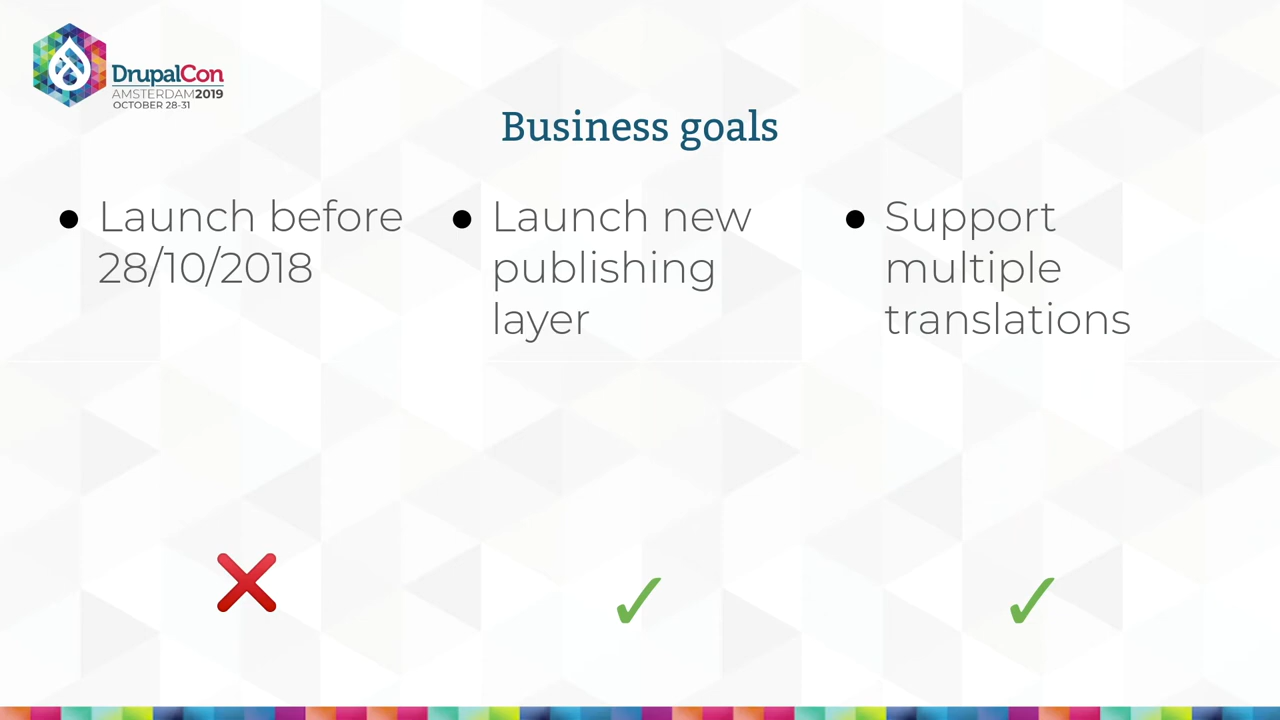 DrupalCon
AMSTERDAM2019
OCTOBER 28-31
Business goals
● Launch before
28/10/2018
● Launch new
publishing
layer
● Support
multiple
translations